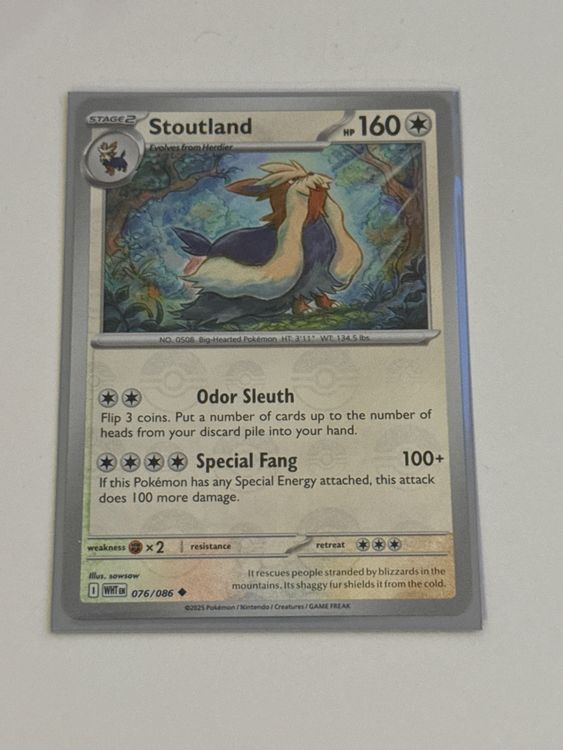 STAGE2
Stoutland
HP 160
Evolves from Herdier
NO. 0508 Big-Hearted Pokémon HT: 3'11" WT: 134.5 lbs.
Odor Sleuth
Flip 3 coins. Put a number of cards up to the number of
heads from your discard pile into your hand.
Special Fang 100+
If this Pokémon has any Special Energy attached, this attack
does 100 more damage.
weakness ×2 resistance retreat
Illus. sowsow
It rescues people stranded by blizzards in the
mountains. Its shaggy fur shields it from the cold.
I WHT EN 076/086
©2025 Pokémon / Nintendo / Creatures / GAME FREAK